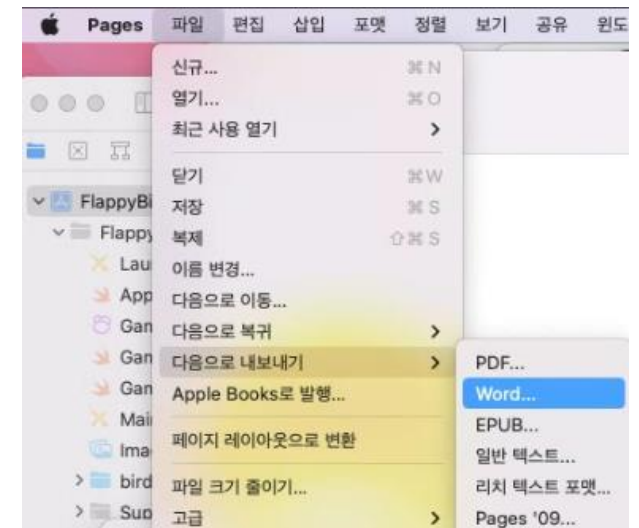 Pages 파일 편집 삽입 포맷 정렬 보기 공유 윈도
신규... ⌘ N
열기... ⌘ O
최근 사용 열기 >
닫기 ⌘ W
저장 ⌘ S
복제 ⇧ ⌘ S
이름 변경...
다음으로 이동...
다음으로 복귀 >
다음으로 내보내기 >
Apple Books로 발행...
페이지 레이아웃으로 변환
파일 크기 줄이기...
고급 >
PDF...
Word...
EPUB...
일반 텍스트...
리치 텍스트 포맷...
Pages '09...
FlappyBi
Flappy
Lau
App
Gan
Gan
Gan
Mai
Ima
bird
Sup